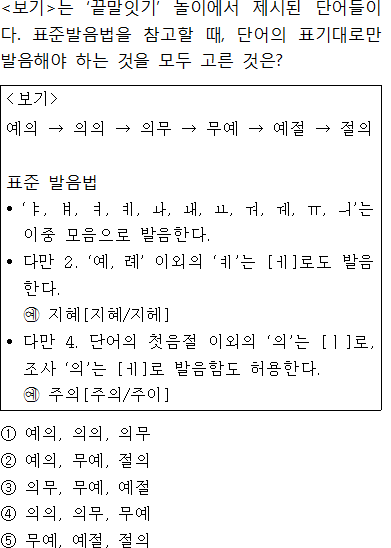 <보기>는 ‘끝말잇기’ 놀이에서 제시된 단어들이
다. 표준발음법을 참고할 때, 단어의 표기대로만
발음해야 하는 것을 모두 고른 것은?
<보기>
예의 → 의의 → 의무 → 무예 → 예절 → 절의
표준 발음법
• ‘ㅑ, ㅒ, ㅕ, ㅖ, ㅘ, ㅙ, ㅛ, ㅝ, ㅞ, ㅠ, ㅢ’는
이중 모음으로 발음한다.
• 다만 2. ‘예, 례’ 이외의 ‘ㅖ’는 [ㅔ]로도 발음
한다.
㉠ 지혜[지혜/지헤]
• 다만 4. 단어의 첫음절 이외의 ‘의’는 [ㅣ]로,
조사 ‘의’는 [ㅔ]로 발음함도 허용한다.
예 주의[주의/주이]
① 예의, 의의, 의무
② 예의, 무예, 절의
③ 의무, 무예, 예절
④ 의의, 의무, 무예
⑤ 무예, 예절, 절의